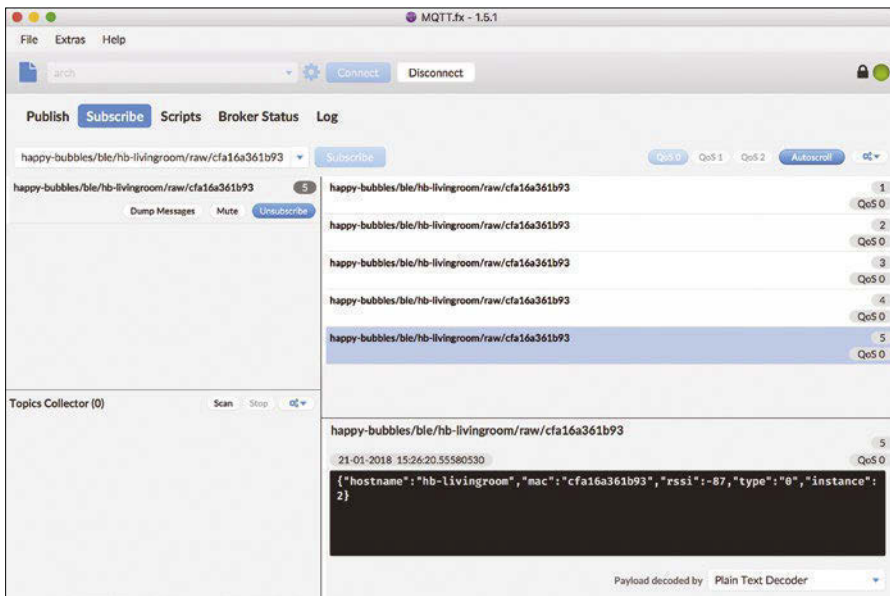 MQTT.fx - 1.5.1
File Extras Help
arch
Connect
Disconnect
Publish Subscribe Scripts Broker Status Log
happy-bubbles/ble/hb-livingroom/raw/cfa16a361b93
Subscribe
QoS 0 QoS 1 QoS 2 Autoscroll
happy-bubbles/ble/hb-livingroom/raw/cfa16a361b93 5
Dump Messages Mute Unsubscribe
happy-bubbles/ble/hb-livingroom/raw/cfa16a361b93 1
QoS 0
happy-bubbles/ble/hb-livingroom/raw/cfa16a361b93 2
QoS 0
happy-bubbles/ble/hb-livingroom/raw/cfa16a361b93 3
QoS 0
happy-bubbles/ble/hb-livingroom/raw/cfa16a361b93 4
QoS 0
happy-bubbles/ble/hb-livingroom/raw/cfa16a361b93 5
QoS 0
Topics Collector (0) Scan Stop
happy-bubbles/ble/hb-livingroom/raw/cfa16a361b93
5
21-01-2018 15:26:20.55580530
QoS 0
{"hostname":"hb-livingroom","mac":"cfa16a361b93","rssi":-87,"type":"0","instance":
2}
Payload decoded by Plain Text Decoder